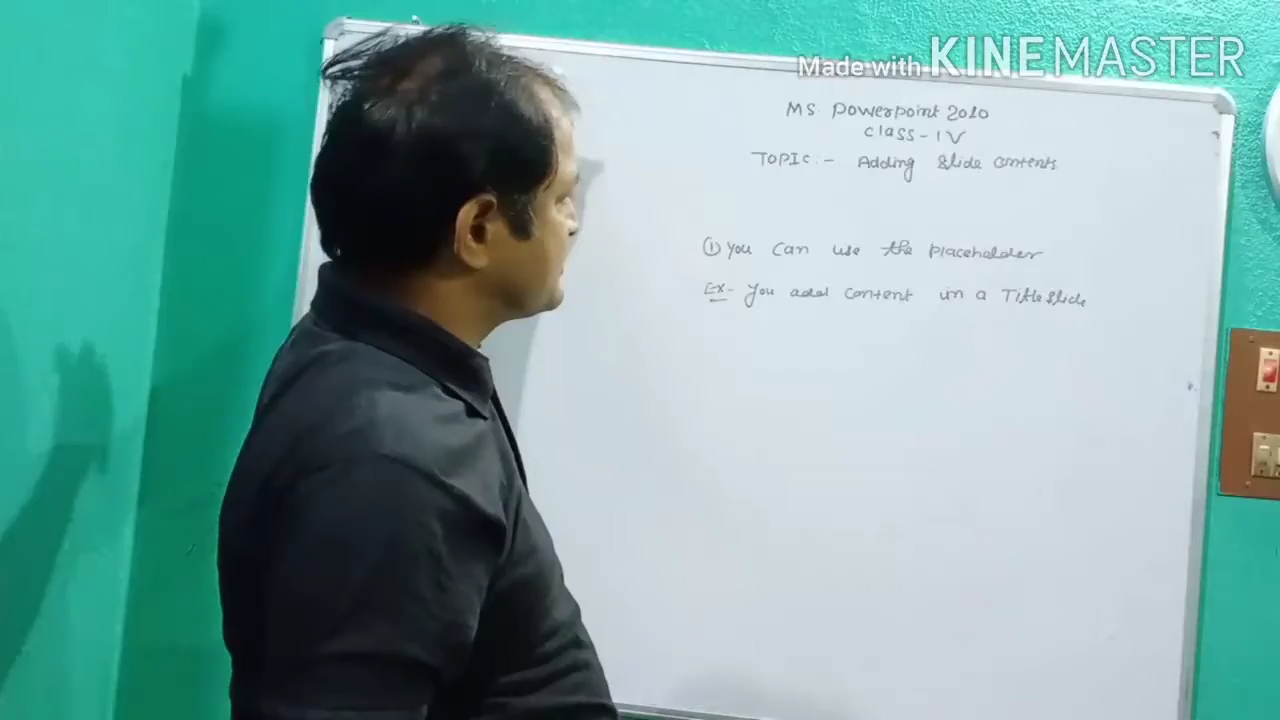 Made with KINEMASTER
MS Powerpoint 2010
Class - IV
TOPIC :- Adding Slide Contents
① You can use the Placeholder
Ex- You add Content in a Title Slide